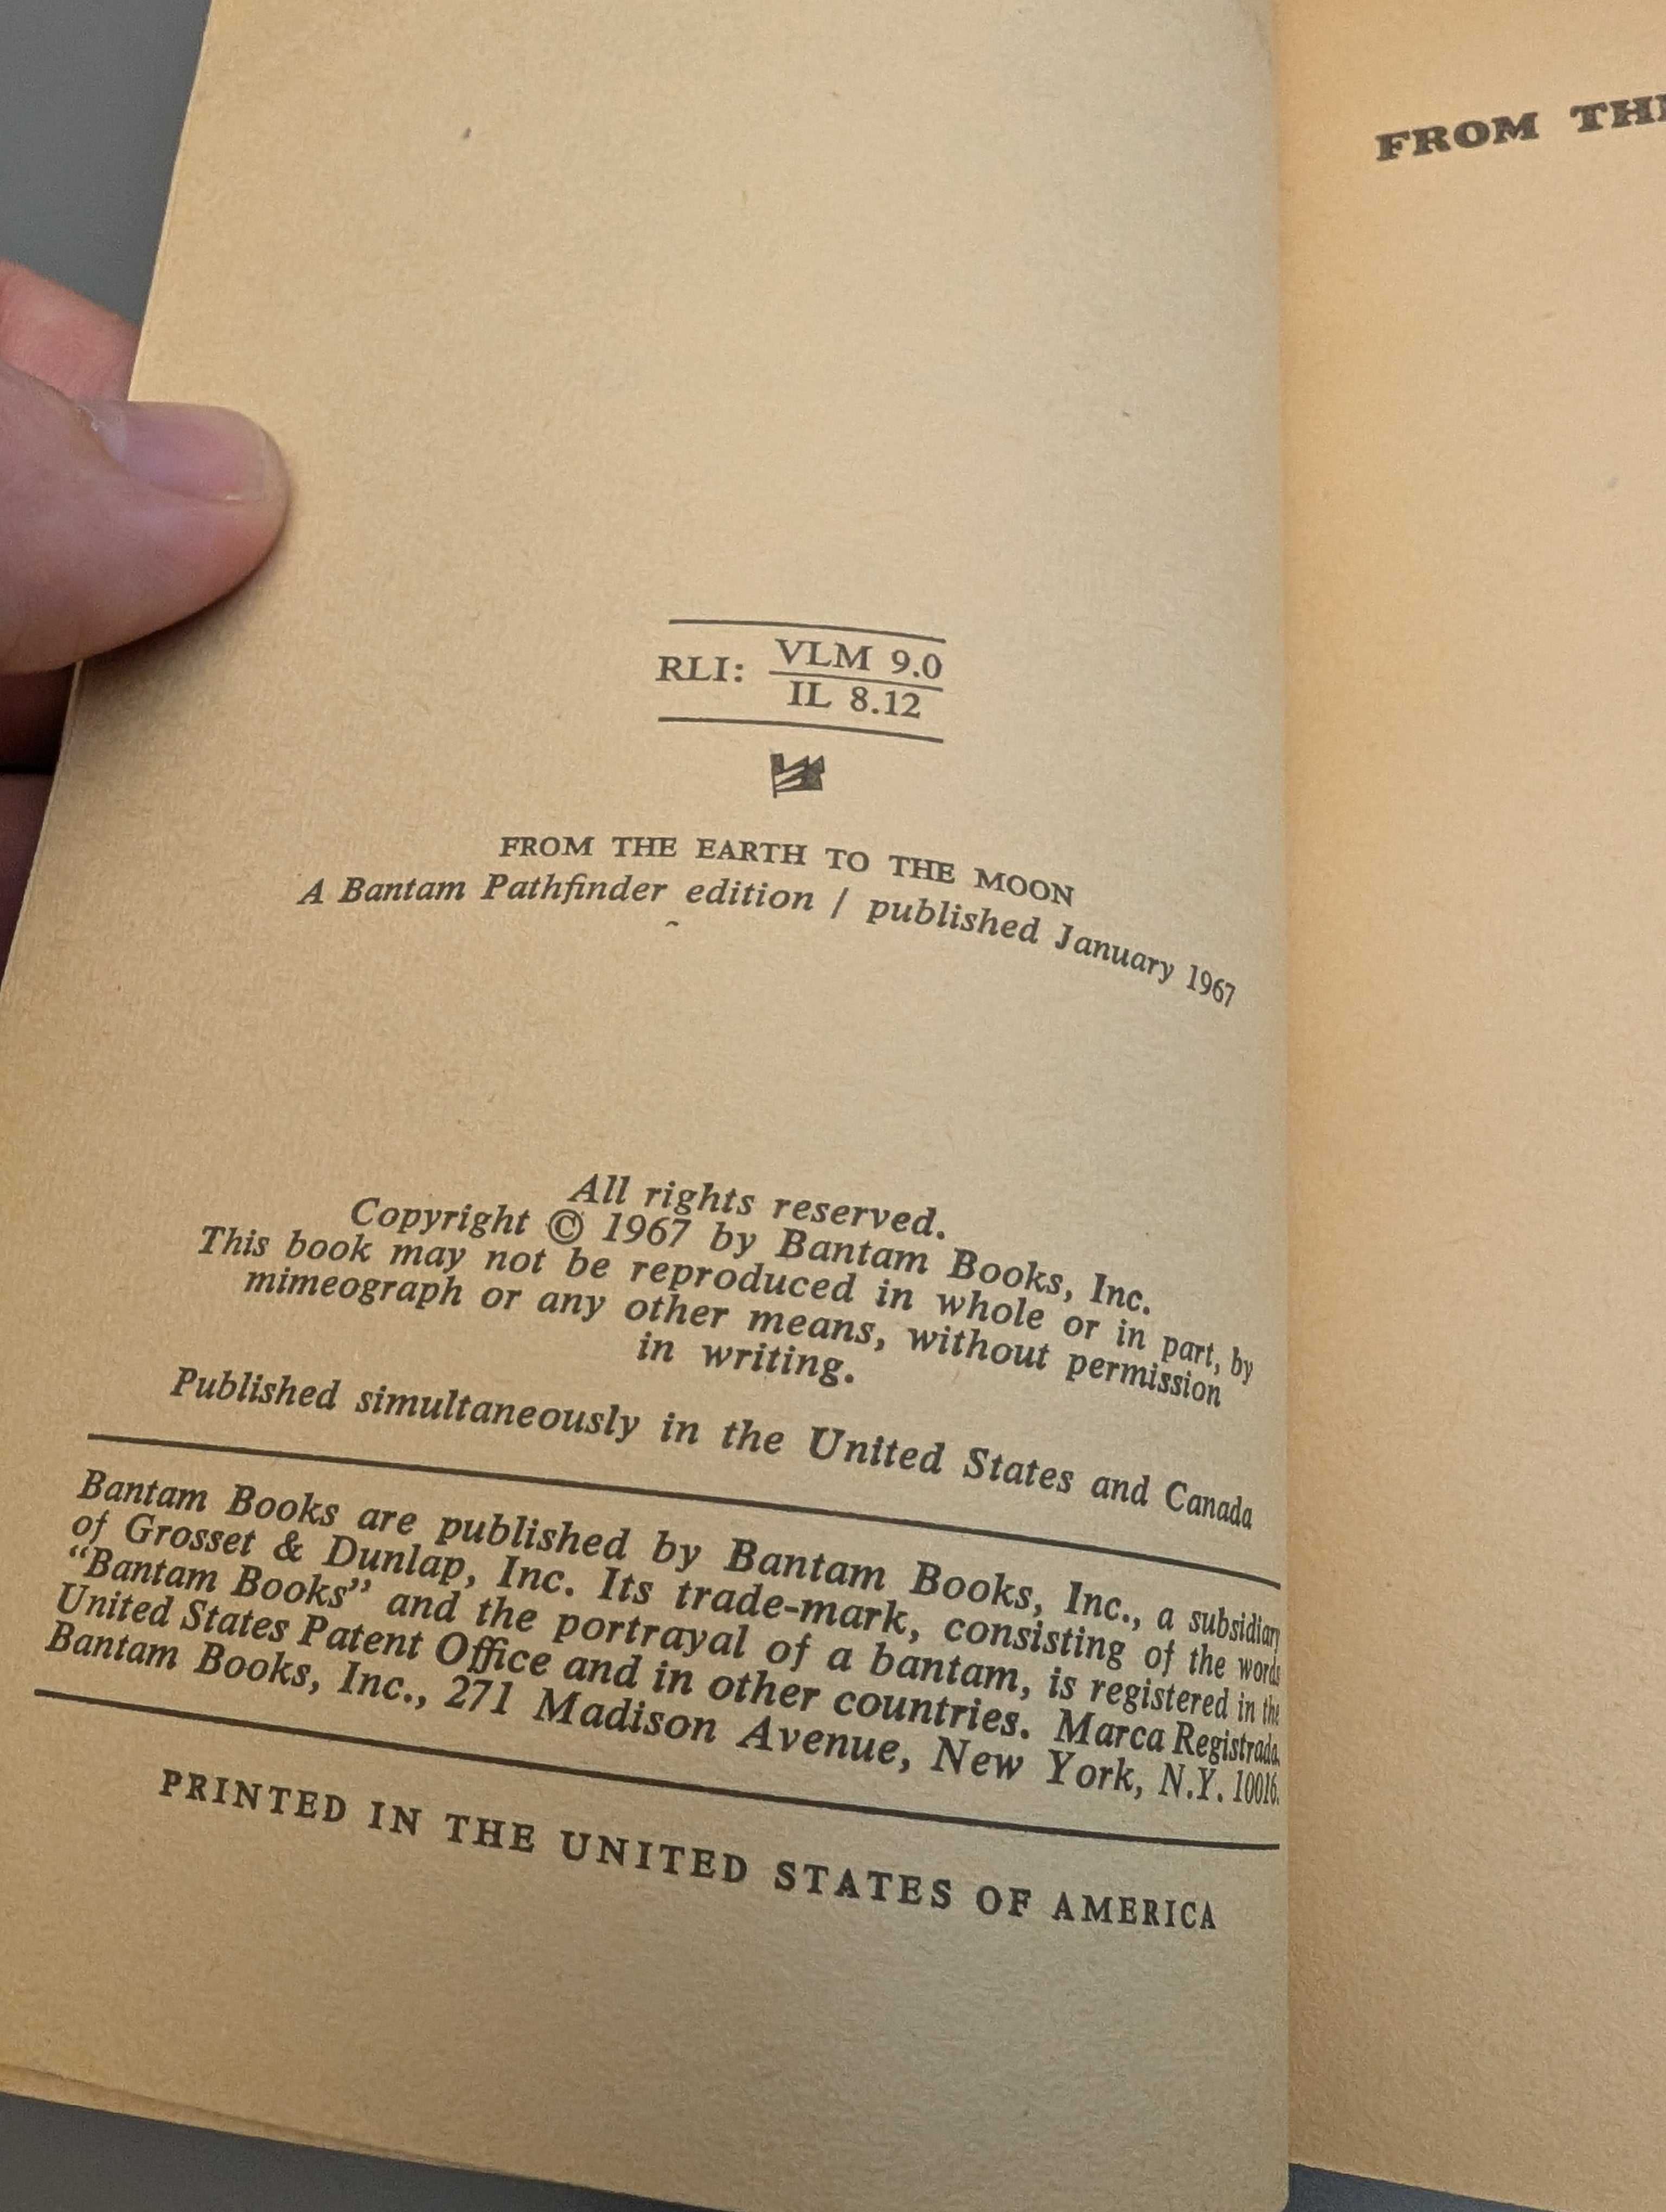 RLI: VLM 9.0
IL 8.12
FROM THE EARTH TO THE MOON
A Bantam Pathfinder edition / published January 1967
All rights reserved.
Copyright © 1967 by Bantam Books, Inc.
This book may not be reproduced in whole or in part, by
mimeograph or any other means, without permission
in writing.
Published simultaneously in the United States and Canada
Bantam Books are published by Bantam Books, Inc., a subsidiary
of Grosset & Dunlap, Inc. Its trade-mark, consisting of the words
“Bantam Books” and the portrayal of a bantam, is registered in the
United States Patent Office and in other countries. Marca Registrada.
Bantam Books, Inc., 271 Madison Avenue, New York, N.Y. 10016.
PRINTED IN THE UNITED STATES OF AMERICA
FROM